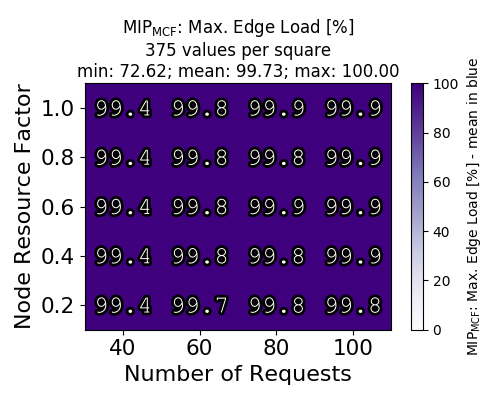 MIP_MCF: Max. Edge Load [%]
375 values per square
min: 72.62; mean: 99.73; max: 100.00
1.0 99.4 99.8 99.9 99.9
0.8 99.4 99.8 99.8 99.9
0.6 99.4 99.8 99.9 99.9
0.4 99.4 99.8 99.8 99.9
0.2 99.4 99.7 99.8 99.8
40 60 80 100
Number of Requests
Node Resource Factor
100
80
60
40
20
0
MIP_MCF: Max. Edge Load [%] - mean in blue